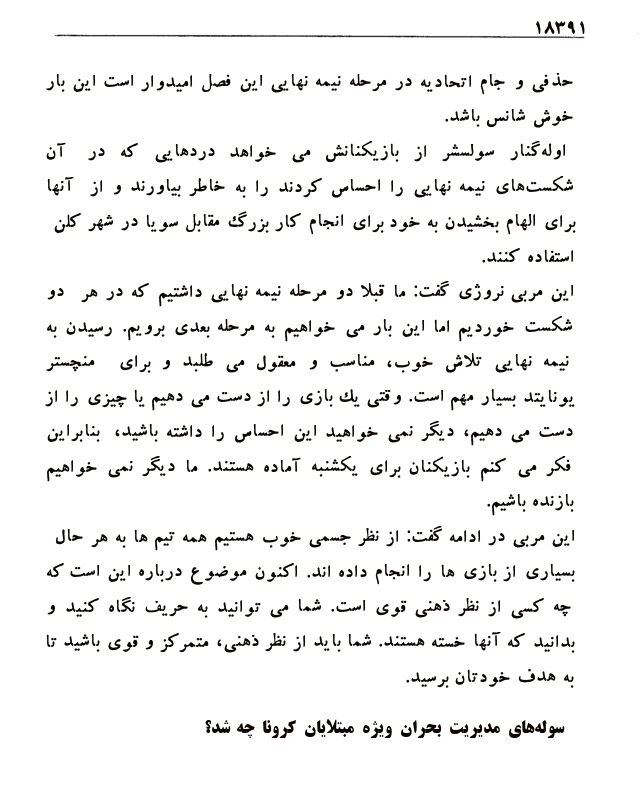 ۱۸۳۹۱
حذفی و جام اتحادیه در مرحله نیمه نهایی این فصل امیدوار است این بار
خوش شانس باشد.
اوله‌گنار سولسشر از بازیکنانش می خواهد دردهایی که در آن
شکست‌های نیمه نهایی را احساس کردند را به خاطر بیاورند و از آنها
برای الهام بخشیدن به خود برای انجام کار بزرگ مقابل سویا در شهر کلن
استفاده کنند.
این مربی نروژی گفت: ما قبلا دو مرحله نیمه نهایی داشتیم که در هر دو
شکست خوردیم اما این بار می خواهیم به مرحله بعدی برویم. رسیدن به
نیمه نهایی تلاش خوب، مناسب و معقول می طلبد و برای منچستر
یونایتد بسیار مهم است. وقتی یك بازی را از دست می دهیم یا چیزی را از
دست می دهیم، دیگر نمی خواهید این احساس را داشته باشید، بنابراین
فکر می کنم بازیکنان برای یکشنبه آماده هستند. ما دیگر نمی خواهیم
بازنده باشیم.
این مربی در ادامه گفت: از نظر جسمی خوب هستیم همه تیم ها به هر حال
بسیاری از بازی ها را انجام داده اند. اکنون موضوع درباره این است که
چه کسی از نظر ذهنی قوی است. شما می توانید به حریف نگاه کنید و
بدانید که آنها خسته هستند. شما باید از نظر ذهنی، متمرکز و قوی باشید تا
به هدف خودتان برسید.
سوله‌های مدیریت بحران ویژه مبتلایان کرونا چه شد؟